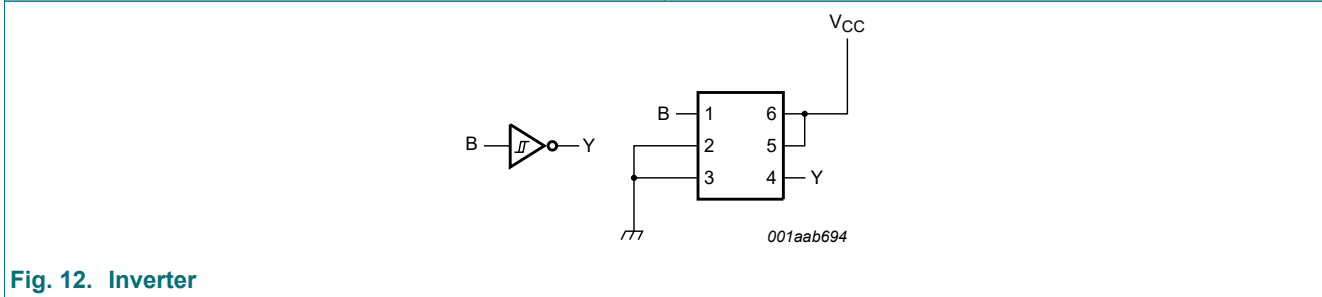 VCC
B 1 6
B Y 2 5
3 4 Y
001aab694
Fig. 12. Inverter